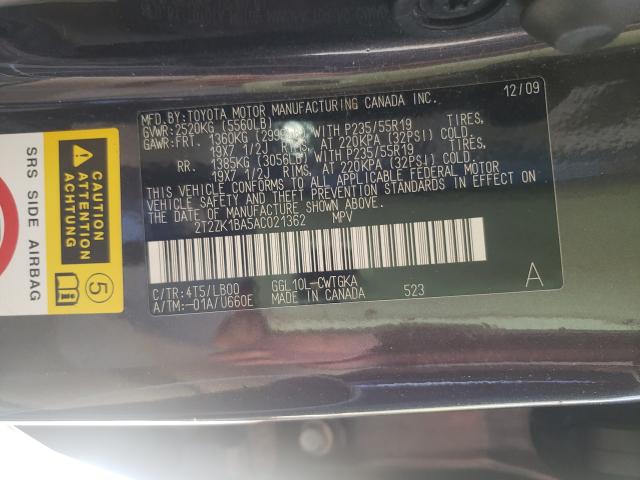 12/09
MFD.BY:TOYOTA MOTOR MANUFACTURING CANADA INC.
GVWR:2520KG (5560LB)
GAWR:FRT. 1360KG WITH P235/55R19 TIRES,
19X7 1/2J RIMS, AT 220KPA (32PSI) COLD.
RR. 1385KG (3056LB) WITH P235/55R19 TIRES,
19X7 1/2J RIMS, AT 220KPA (32PSI) COLD.
THIS VEHICLE CONFORMS TO ALL APPLICABLE FEDERAL MOTOR
VEHICLE SAFETY AND THEFT PREVENTION STANDARDS IN EFFECT ON
THE DATE OF MANUFACTURE SHOWN ABOVE.
2T2ZK1BA5AC021362 MPV
C/TR:4T5/LB00 GGL10L-CWTGKA
A/TM:-01A/U660E MADE IN CANADA 523
A
CAUTION
ATTENTION
ACHTUNG
5
SRS SIDE AIRBAG